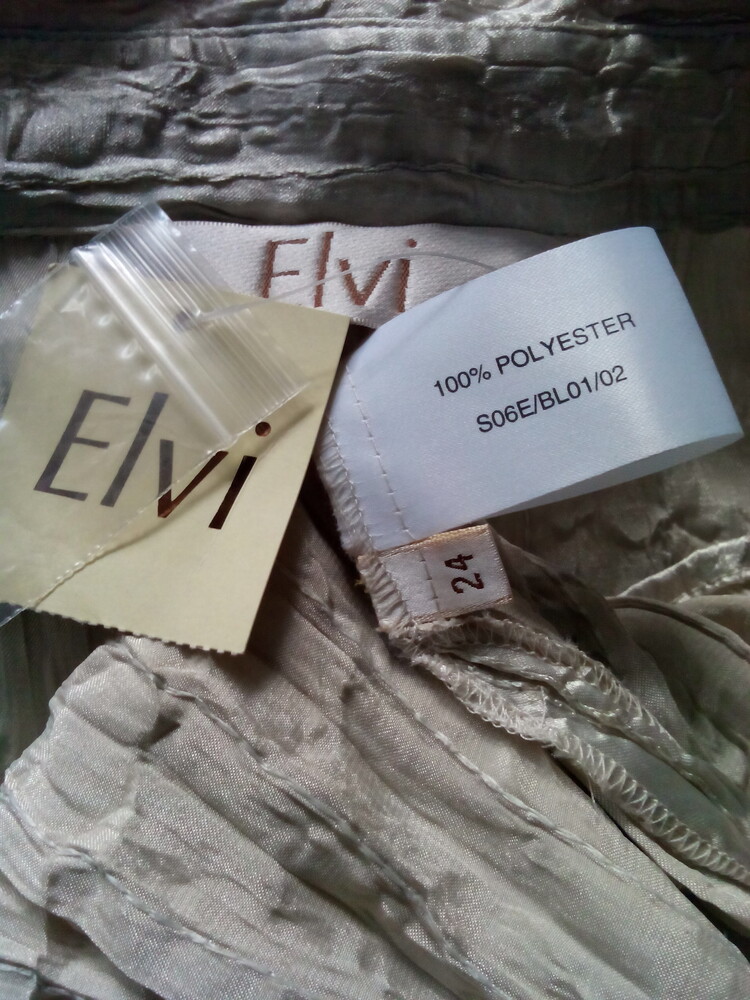 Elvi
Elvi
100% POLYESTER
S06E/BL01/02
24